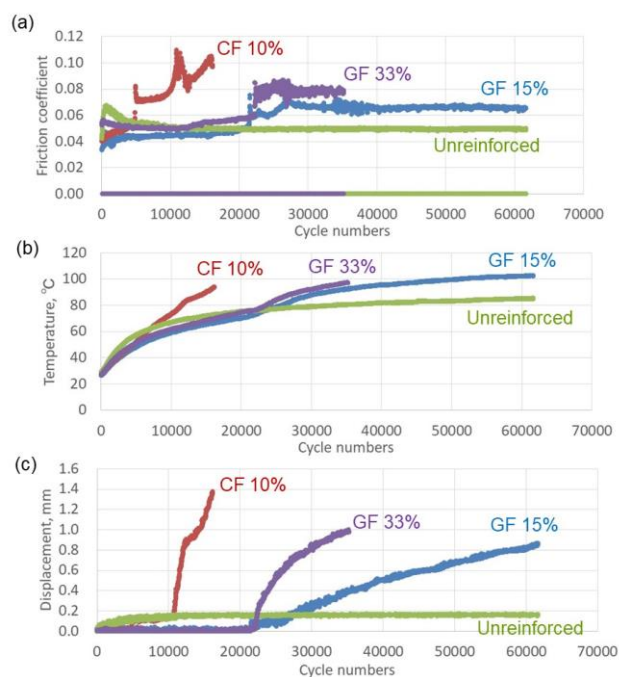 (a)
0.12
0.10
0.08
0.06
0.04
0.02
0.00
Friction coefficient
CF 10%
GF 33%
GF 15%
Unreinforced
0 10000 20000 30000 40000 50000 60000 70000
Cycle numbers
(b)
120
100
80
60
40
20
0
Temperature, °C
CF 10%
GF 33%
GF 15%
Unreinforced
0 10000 20000 30000 40000 50000 60000 70000
Cycle numbers
(c)
1.6
1.4
1.2
1.0
0.8
0.6
0.4
0.2
0.0
Displacement, mm
CF 10%
GF 33%
GF 15%
Unreinforced
0 10000 20000 30000 40000 50000 60000 70000
Cycle numbers